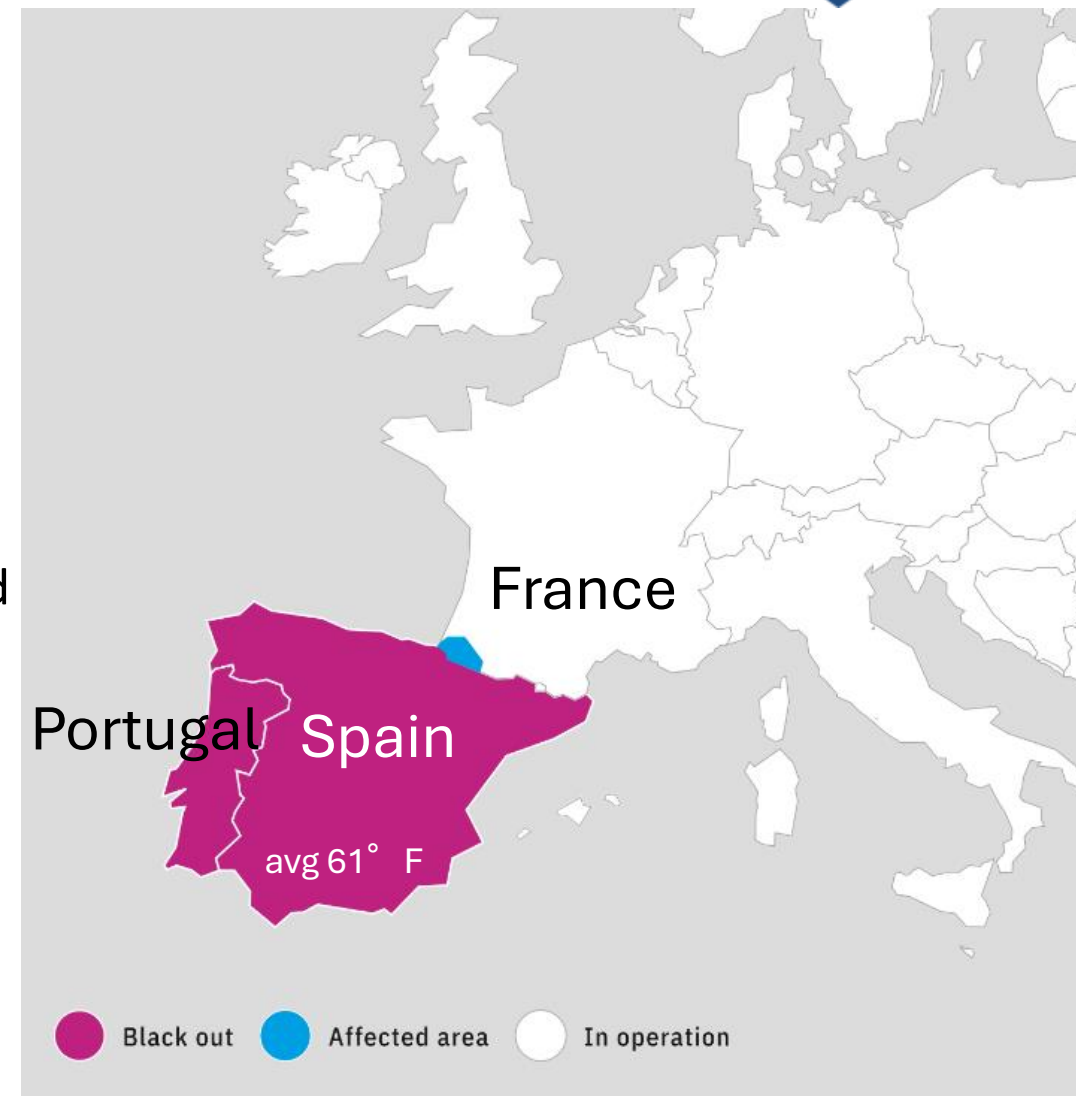 d
France
Portugal
Spain
avg 61° F
Black out
Affected area
In operation